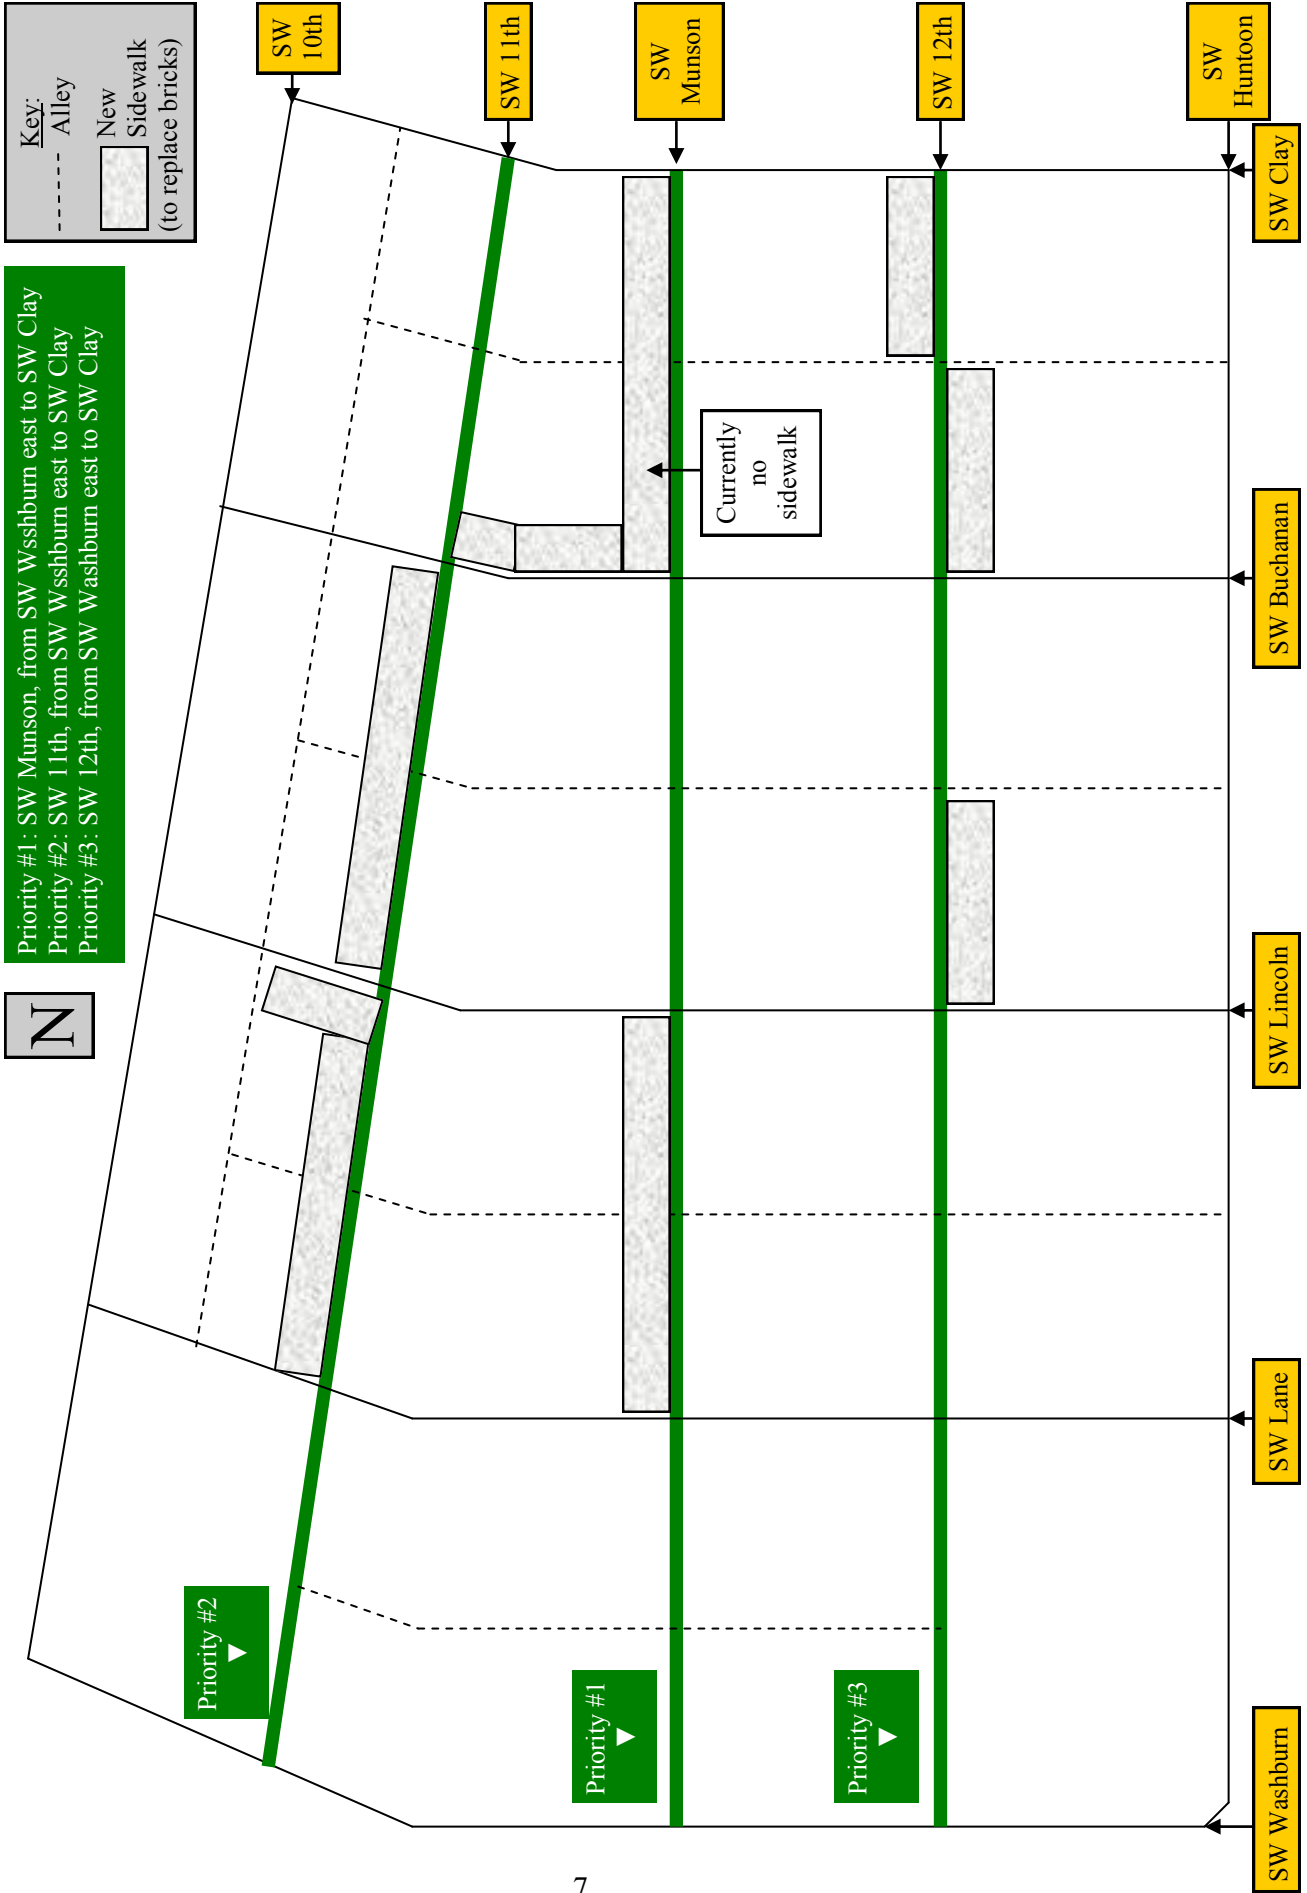 N
Priority #1: SW Munson, from SW Wsshburn east to SW Clay
Priority #2: SW 11th, from SW Wsshburn east to SW Clay
Priority #3: SW 12th, from SW Washburn east to SW Clay
Key:
Alley
New
Sidewalk
(to replace bricks)
SW
10th
SW 11th
SW
Munson
SW 12th
SW
Huntoon
Priority #2
▼
Priority #1
▼
Priority #3
▼
Currently
no
sidewalk
SW Washburn
SW Lane
SW Lincoln
SW Buchanan
SW Clay
7